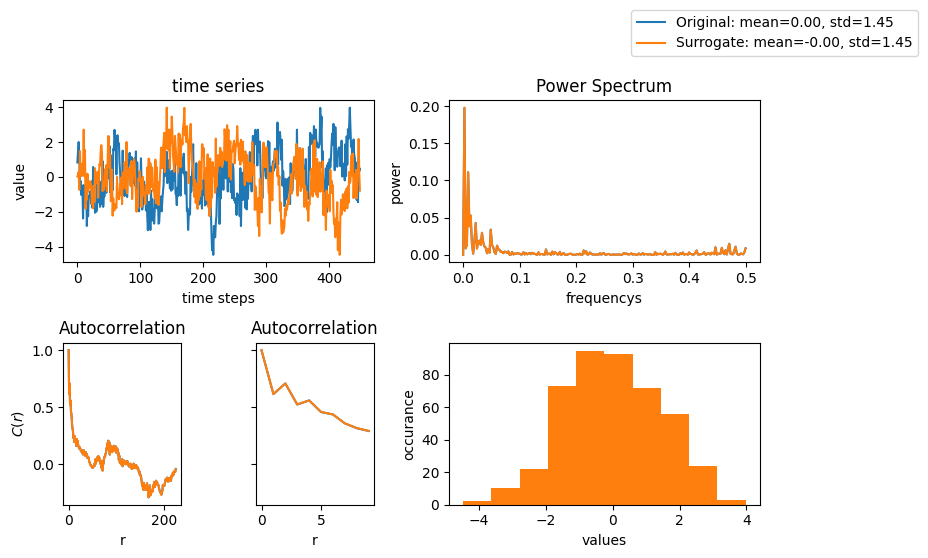 Original: mean=0.00, std=1.45
Surrogate: mean=-0.00, std=1.45
time series
4
2
0
−2
−4
value
0
100
200
300
400
time steps
Power Spectrum
0.20
0.15
0.10
0.05
0.00
power
0.0
0.1
0.2
0.3
0.4
0.5
frequencys
Autocorrelation
1.0
0.5
0.0
C(r)
0
200
r
Autocorrelation
0
5
r
80
60
40
20
0
occurance
−4
−2
0
2
4
values